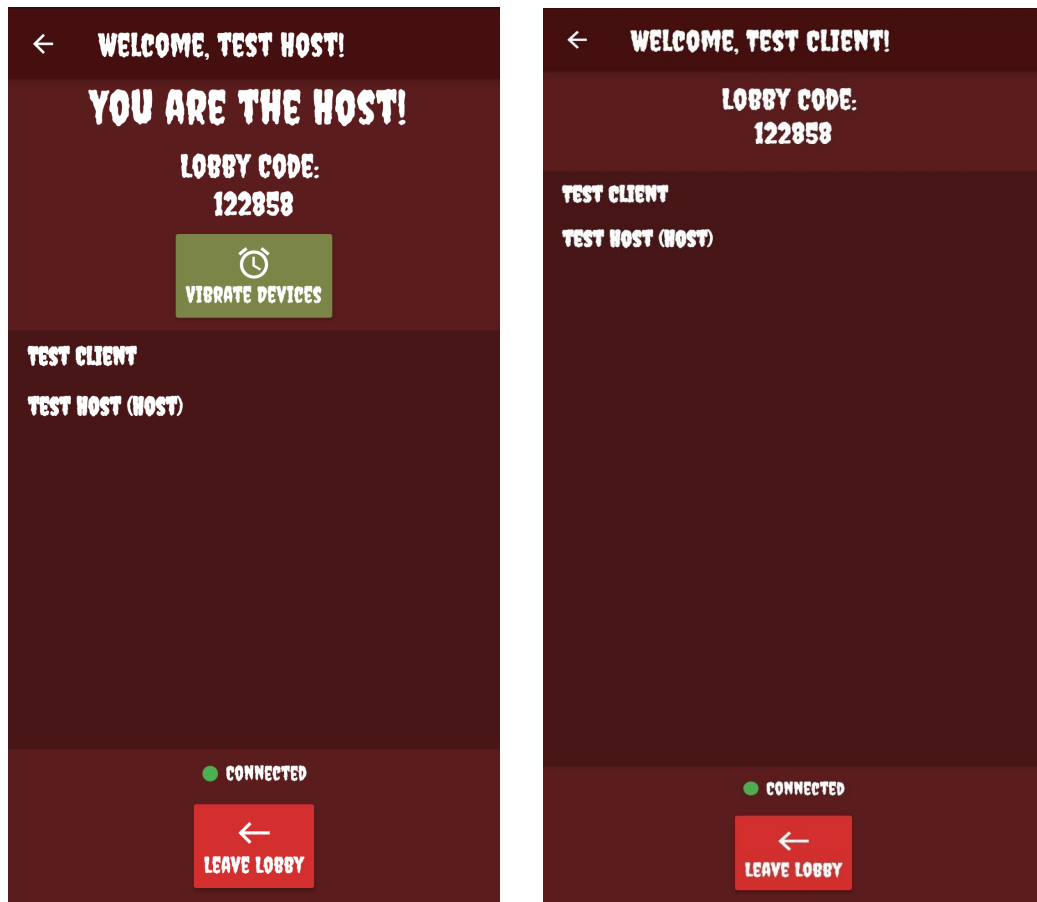 WELCOME, TEST HOST!
YOU ARE THE HOST!
LOBBY CODE:
122858
VIBRATE DEVICES
TEST CLIENT
TEST HOST (HOST)
CONNECTED
LEAVE LOBBY
WELCOME, TEST CLIENT!
LOBBY CODE:
122858
TEST CLIENT
TEST HOST (HOST)
CONNECTED
LEAVE LOBBY